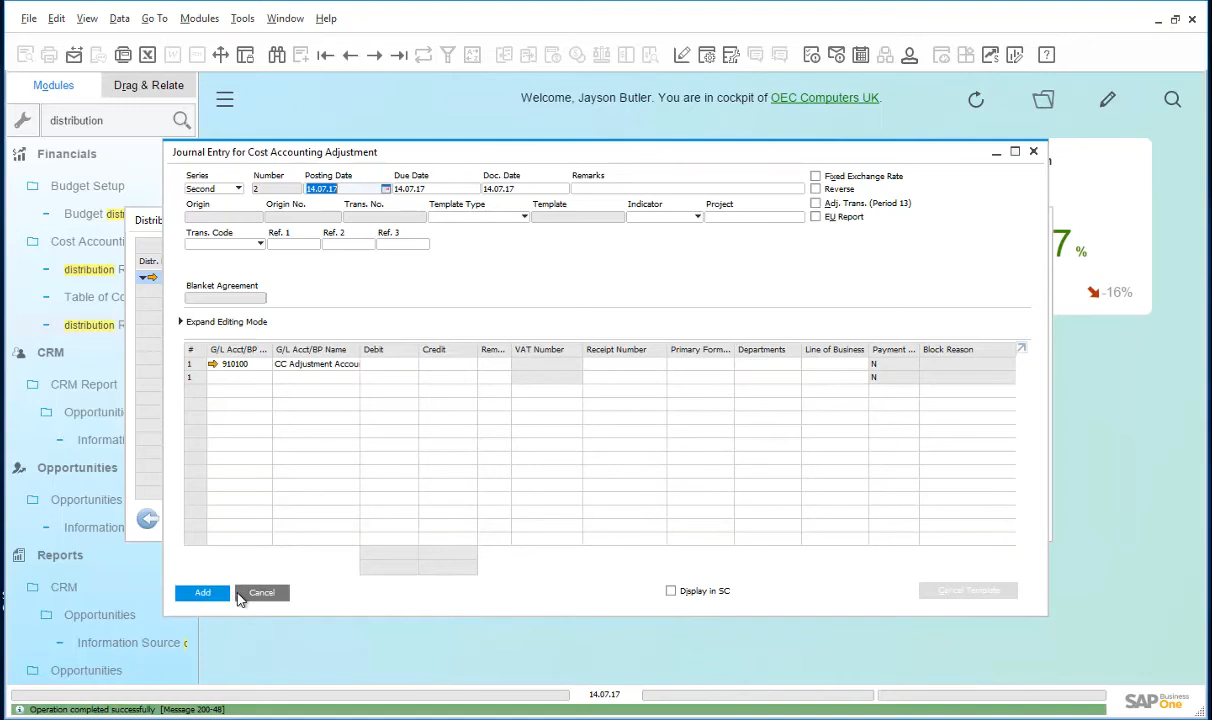 File Edit View Data Go To Modules Tools Window Help
Modules Drag & Relate
Welcome, Jayson Butler. You are in cockpit of OEC Computers UK.
distribution
Financials
Budget Setup
Budget
Cost Accounti
distribution R
Table of Co
distribution R
CRM
CRM Report
Opportuniti
Informati
Opportunities
Opportunities
Information
Reports
CRM
Opportunities
Information Source
Opportunities
Distrib
Distr.
Journal Entry for Cost Accounting Adjustment
Series Number Posting Date Due Date Doc. Date Remarks
Second 2 14.07.17 14.07.17 14.07.17
Origin Origin No. Trans. No. Template Type Template Indicator Project
Trans. Code Ref. 1 Ref. 2 Ref. 3
Fixed Exchange Rate
Reverse
Adj. Trans. (Period 13)
EU Report
Blanket Agreement
Expand Editing Mode
# G/L Acct/BP ... G/L Acct/BP Name Debit Credit Rem... VAT Number Receipt Number Primary Form... Departments Line of Business Payment ... Block Reason
1 910100 CC Adjustment Accou N
1 N
Add Cancel Display in SC Cancel Template
7 %
-16%
14.07.17
Operation completed successfully [Message 200-48]
SAP Business One